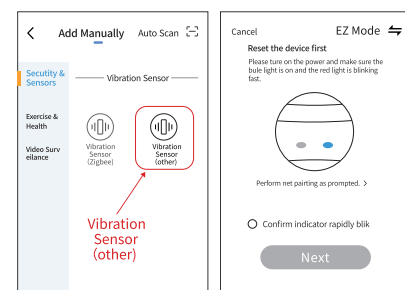 Add Manually Auto Scan
Secutity &
Sensors
Vibration Sensor
Exercise &
Health
Video Surv
eilance
Vibration
Sensor
(Zigbee)
Vibration
Sensor
(other)
Vibration
Sensor
(other)
Cancel EZ Mode
Reset the device first
Please ture on the power and make sure the
bule light is on and the red light is blinking
fast.
Perform net pairting as prompted. >
Confirm indicator rapidly blik
Next